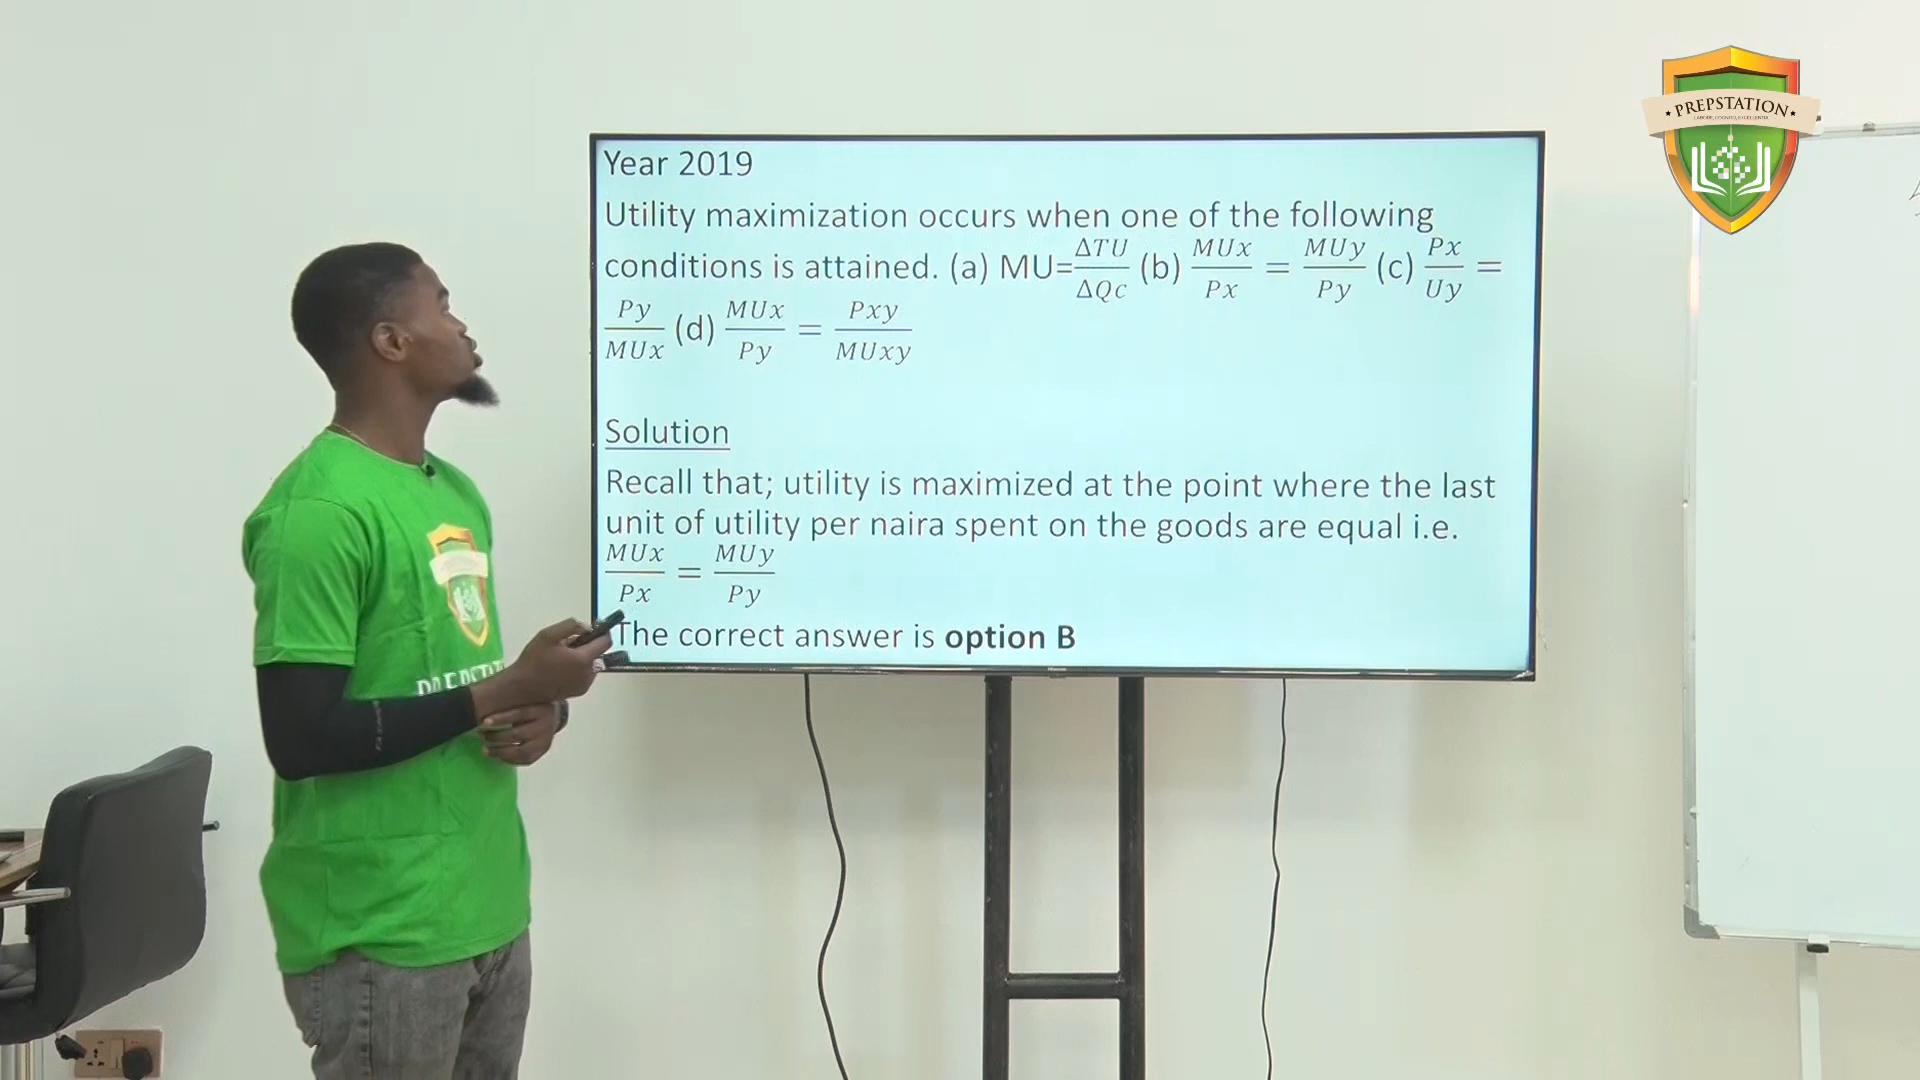 PREPSTATION
LABORE, COGNITO, EXCELLENTIA
Year 2019
Utility maximization occurs when one of the following
conditions is attained. (a) MU=ΔTU/ΔQc (b) MUx/Px = MUy/Py (c) Px/Uy =
Py/MUx (d) MUx/Py = Pxy/MUxy
Solution
Recall that; utility is maximized at the point where the last
unit of utility per naira spent on the goods are equal i.e.
MUx/Px = MUy/Py
The correct answer is option B